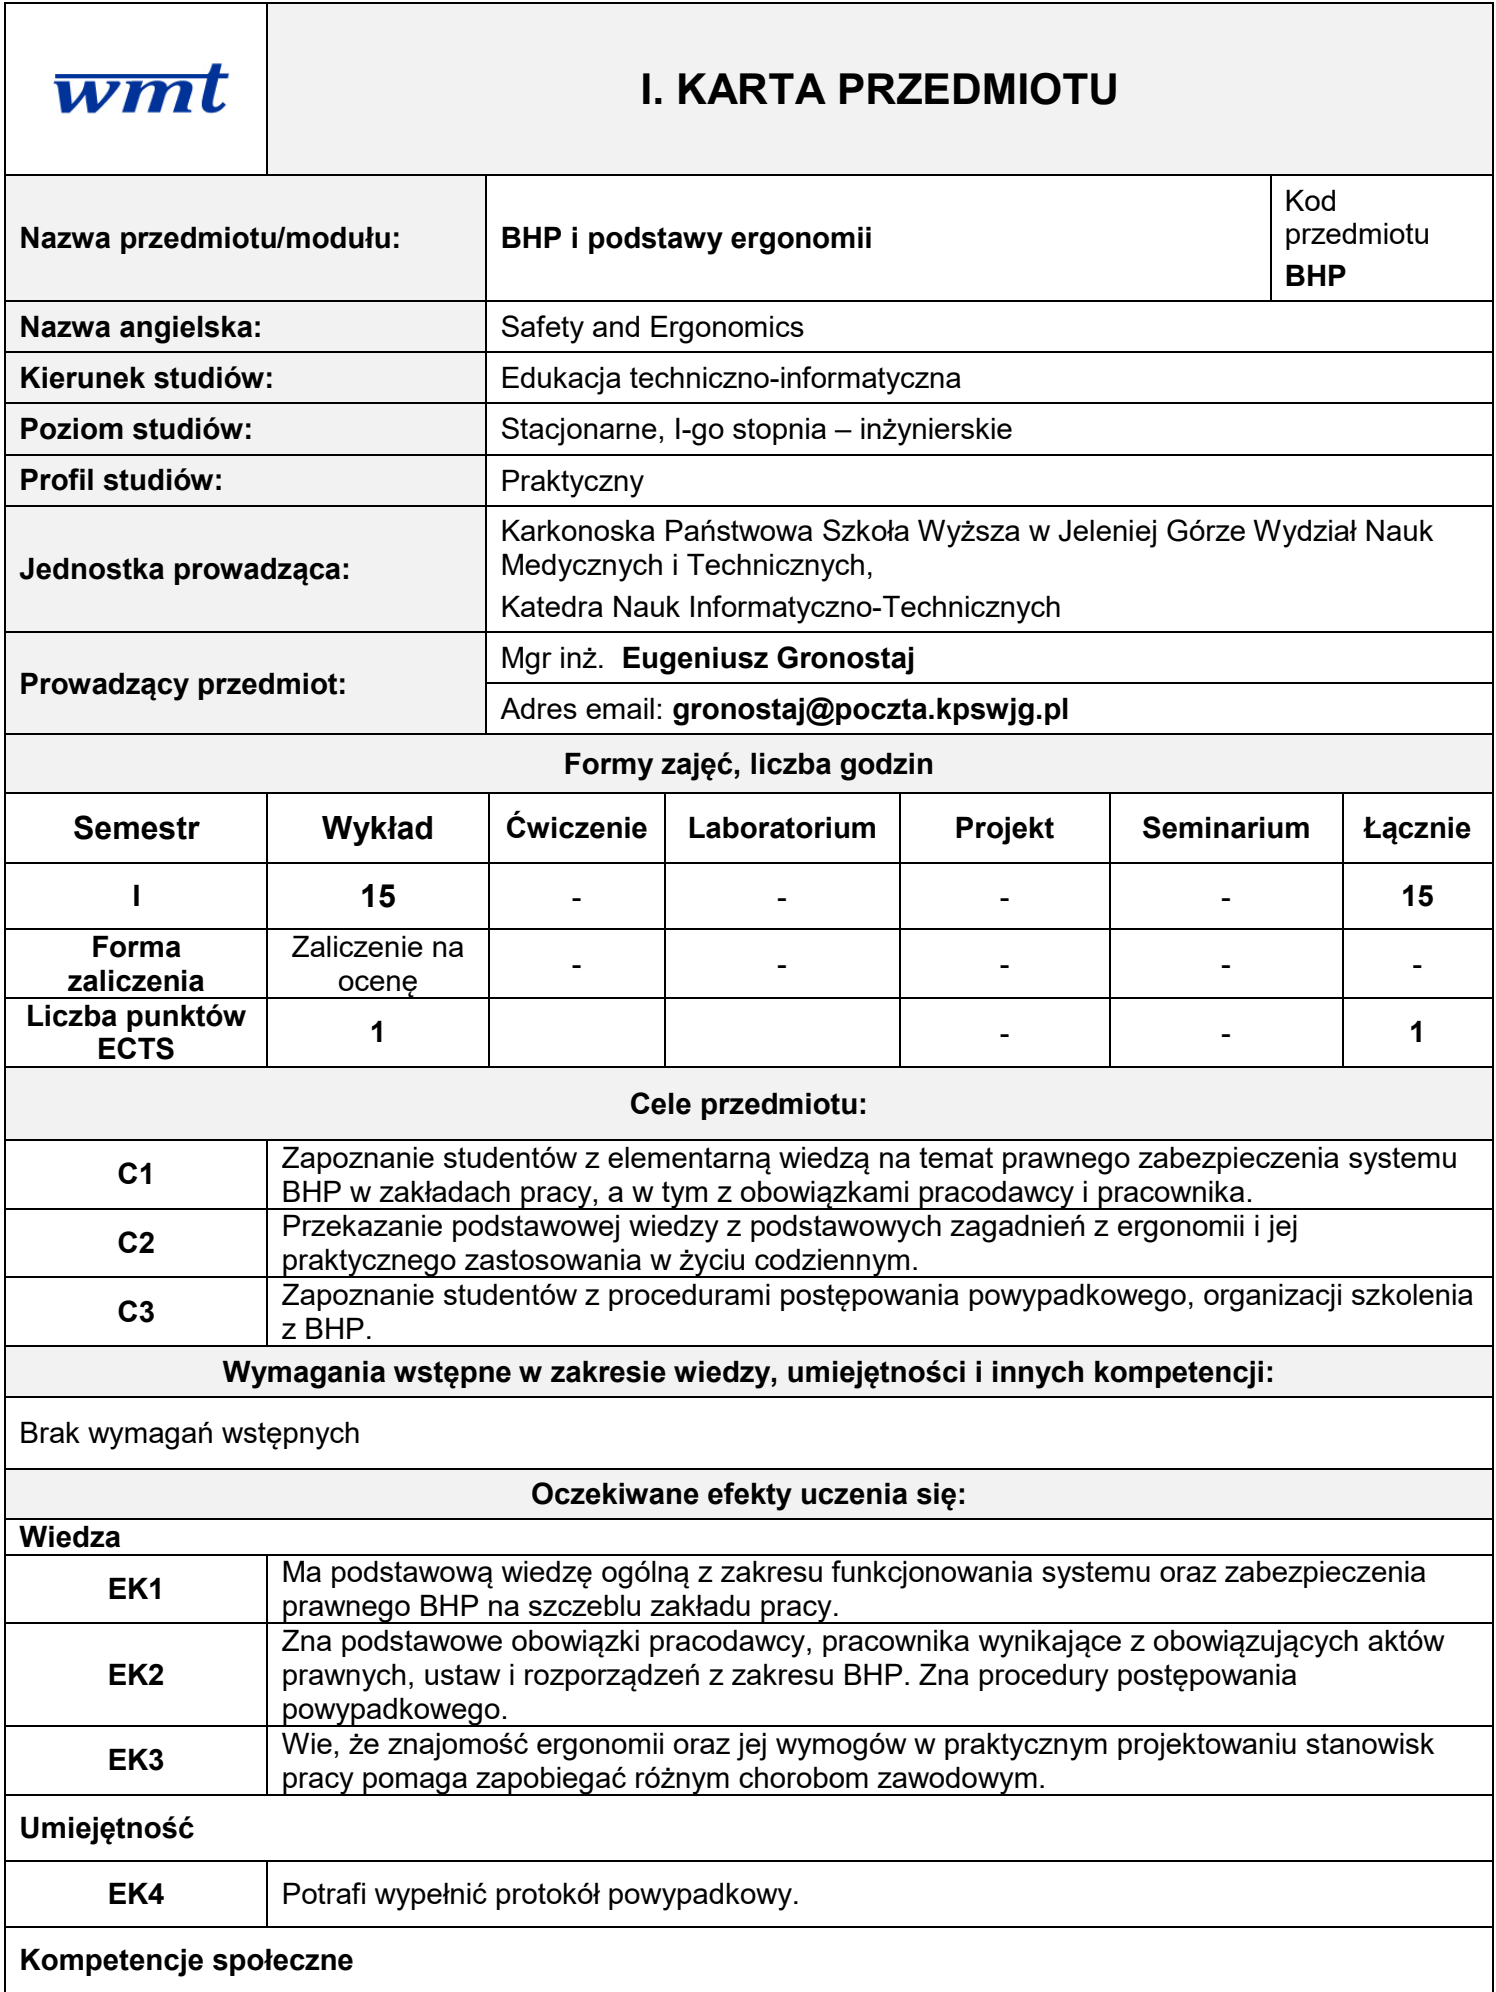 wmt
I. KARTA PRZEDMIOTU
Nazwa przedmiotu/modułu:
BHP i podstawy ergonomii
Kod
przedmiotu
BHP
Nazwa angielska:
Safety and Ergonomics
Kierunek studiów:
Edukacja techniczno-informatyczna
Poziom studiów:
Stacjonarne, I-go stopnia – inżynierskie
Profil studiów:
Praktyczny
Jednostka prowadząca:
Karkonoska Państwowa Szkoła Wyższa w Jeleniej Górze Wydział Nauk
Medycznych i Technicznych,
Katedra Nauk Informatyczno-Technicznych
Prowadzący przedmiot:
Mgr inż. Eugeniusz Gronostaj
Adres email: gronostaj@poczta.kpswjg.pl
Formy zajęć, liczba godzin
Semestr Wykład Ćwiczenie Laboratorium Projekt Seminarium Łącznie
I 15 - - - - 15
Forma
zaliczenia
Zaliczenie na
ocenę
- - - - -
Liczba punktów
ECTS
1 - - 1
Cele przedmiotu:
C1
Zapoznanie studentów z elementarną wiedzą na temat prawnego zabezpieczenia systemu
BHP w zakładach pracy, a w tym z obowiązkami pracodawcy i pracownika.
C2
Przekazanie podstawowej wiedzy z podstawowych zagadnień z ergonomii i jej
praktycznego zastosowania w życiu codziennym.
C3
Zapoznanie studentów z procedurami postępowania powypadkowego, organizacji szkolenia
z BHP.
Wymagania wstępne w zakresie wiedzy, umiejętności i innych kompetencji:
Brak wymagań wstępnych
Oczekiwane efekty uczenia się:
Wiedza
EK1
Ma podstawową wiedzę ogólną z zakresu funkcjonowania systemu oraz zabezpieczenia
prawnego BHP na szczeblu zakładu pracy.
EK2
Zna podstawowe obowiązki pracodawcy, pracownika wynikające z obowiązujących aktów
prawnych, ustaw i rozporządzeń z zakresu BHP. Zna procedury postępowania
powypadkowego.
EK3
Wie, że znajomość ergonomii oraz jej wymogów w praktycznym projektowaniu stanowisk
pracy pomaga zapobiegać różnym chorobom zawodowym.
Umiejętność
EK4
Potrafi wypełnić protokół powypadkowy.
Kompetencje społeczne